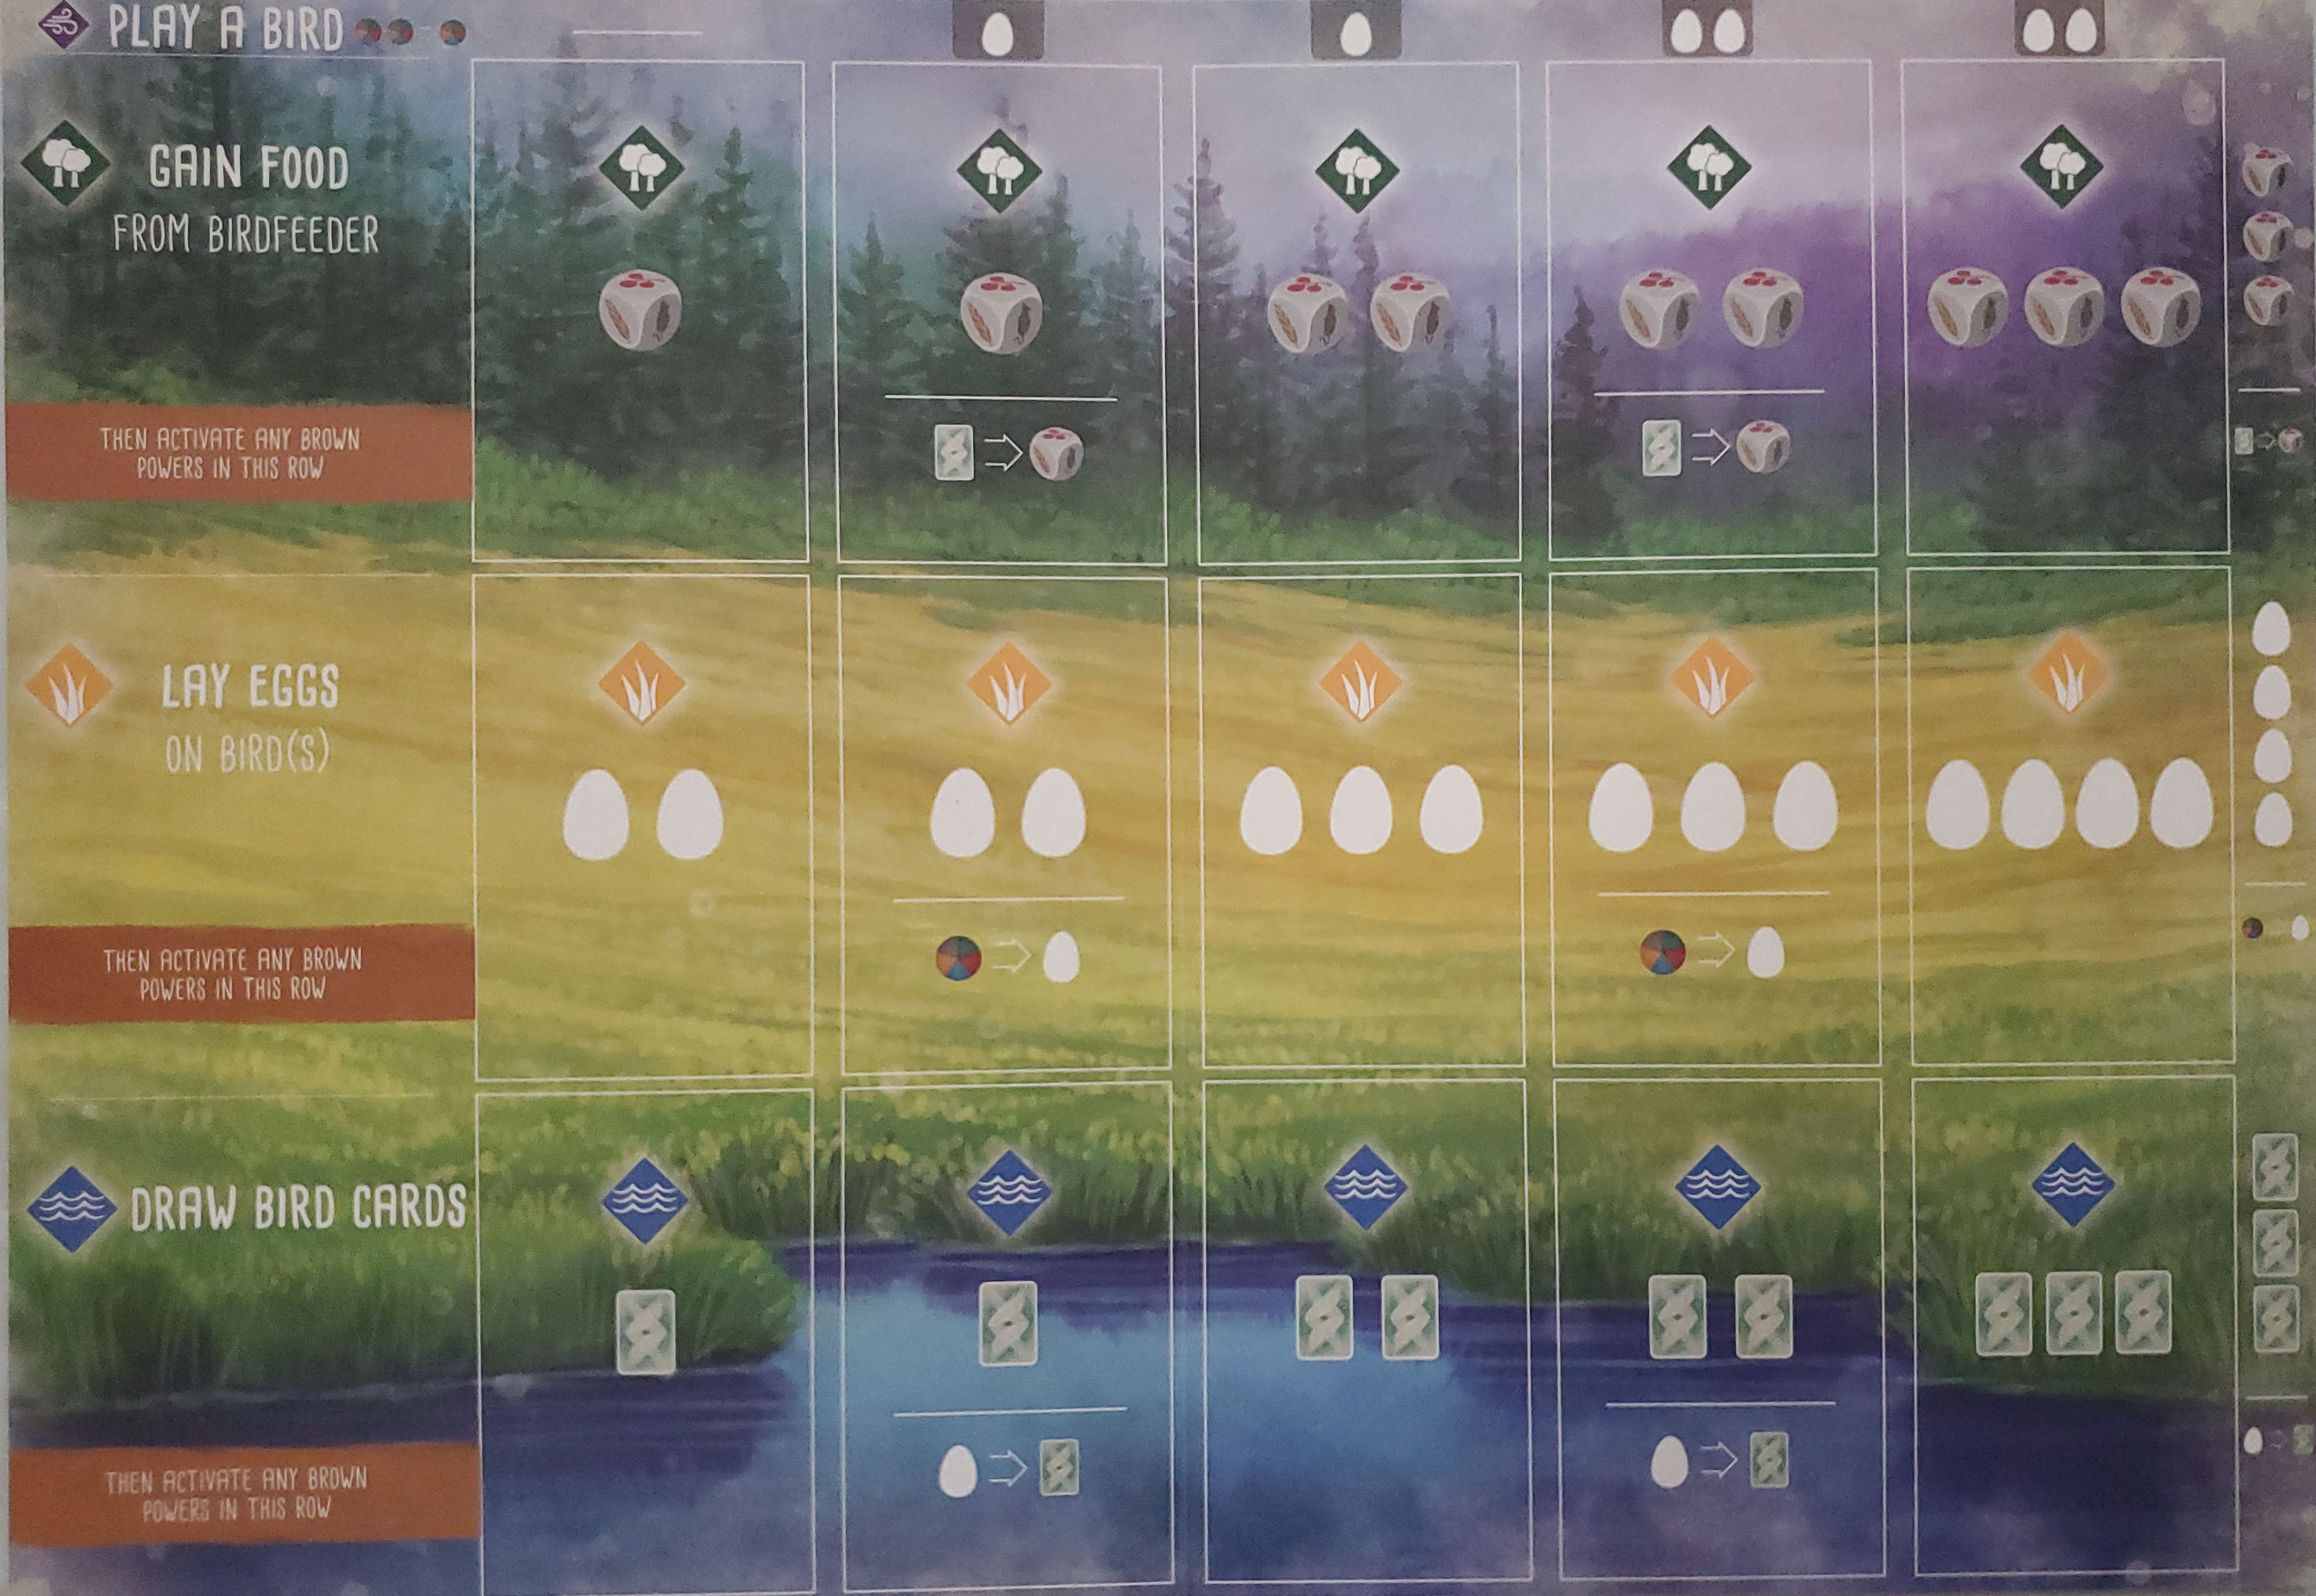 PLAY A BIRD
GAIN FOOD
FROM BIRDFEEDER
THEN ACTIVATE ANY BROWN
POWERS IN THIS ROW
LAY EGGS
ON BIRD(S)
THEN ACTIVATE ANY BROWN
POWERS IN THIS ROW
DRAW BIRD CARDS
THEN ACTIVATE ANY BROWN
POWERS IN THIS ROW